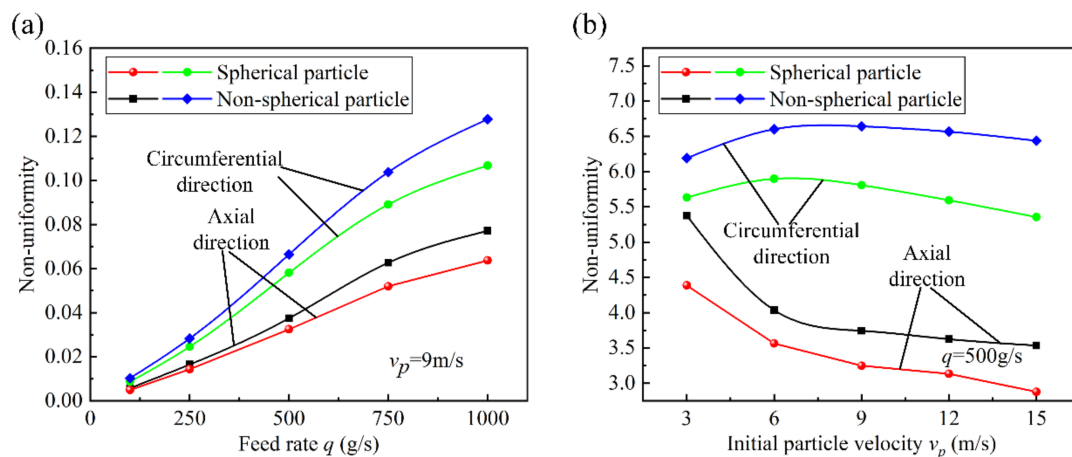 (a)
0.16
0.14
0.12
0.10
0.08
0.06
0.04
0.02
0.00
Non-uniformity
Spherical particle
Non-spherical particle
Circumferential
direction
Axial
direction
v_p=9m/s
0
250
500
750
1000
Feed rate q (g/s)
(b)
7.5
7.0
6.5
6.0
5.5
5.0
4.5
4.0
3.5
3.0
Non-uniformity
Spherical particle
Non-spherical particle
Circumferential
direction
Axial
direction
q=500g/s
3
6
9
12
15
Initial particle velocity v_p (m/s)